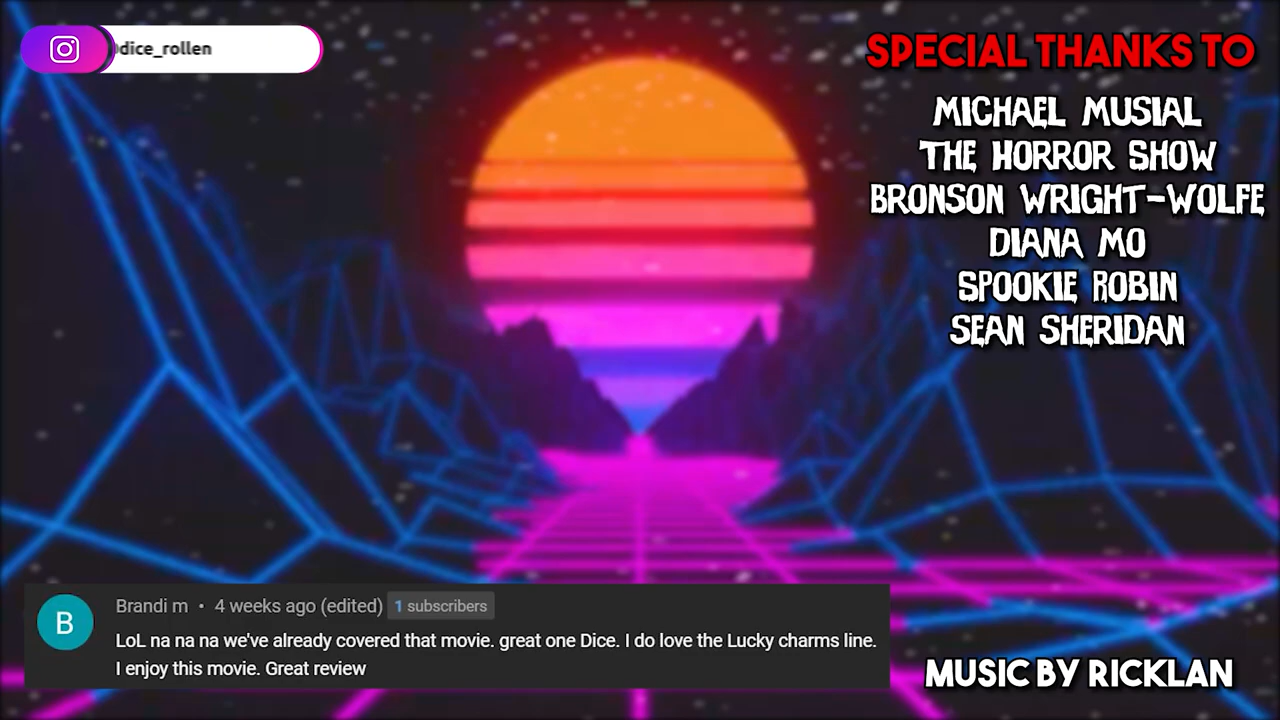 dice_rollen
SPECIAL THANKS TO
MICHAEL MUSIAL
THE HORROR SHOW
BRONSON WRIGHT-WOLFE
DIANA MO
SPOOKIE ROBIN
SEAN SHERIDAN
B
Brandi m • 4 weeks ago (edited) 1 subscribers
LoL na na na we've already covered that movie. great one Dice. I do love the Lucky charms line.
I enjoy this movie. Great review
MUSIC BY RICKLAN